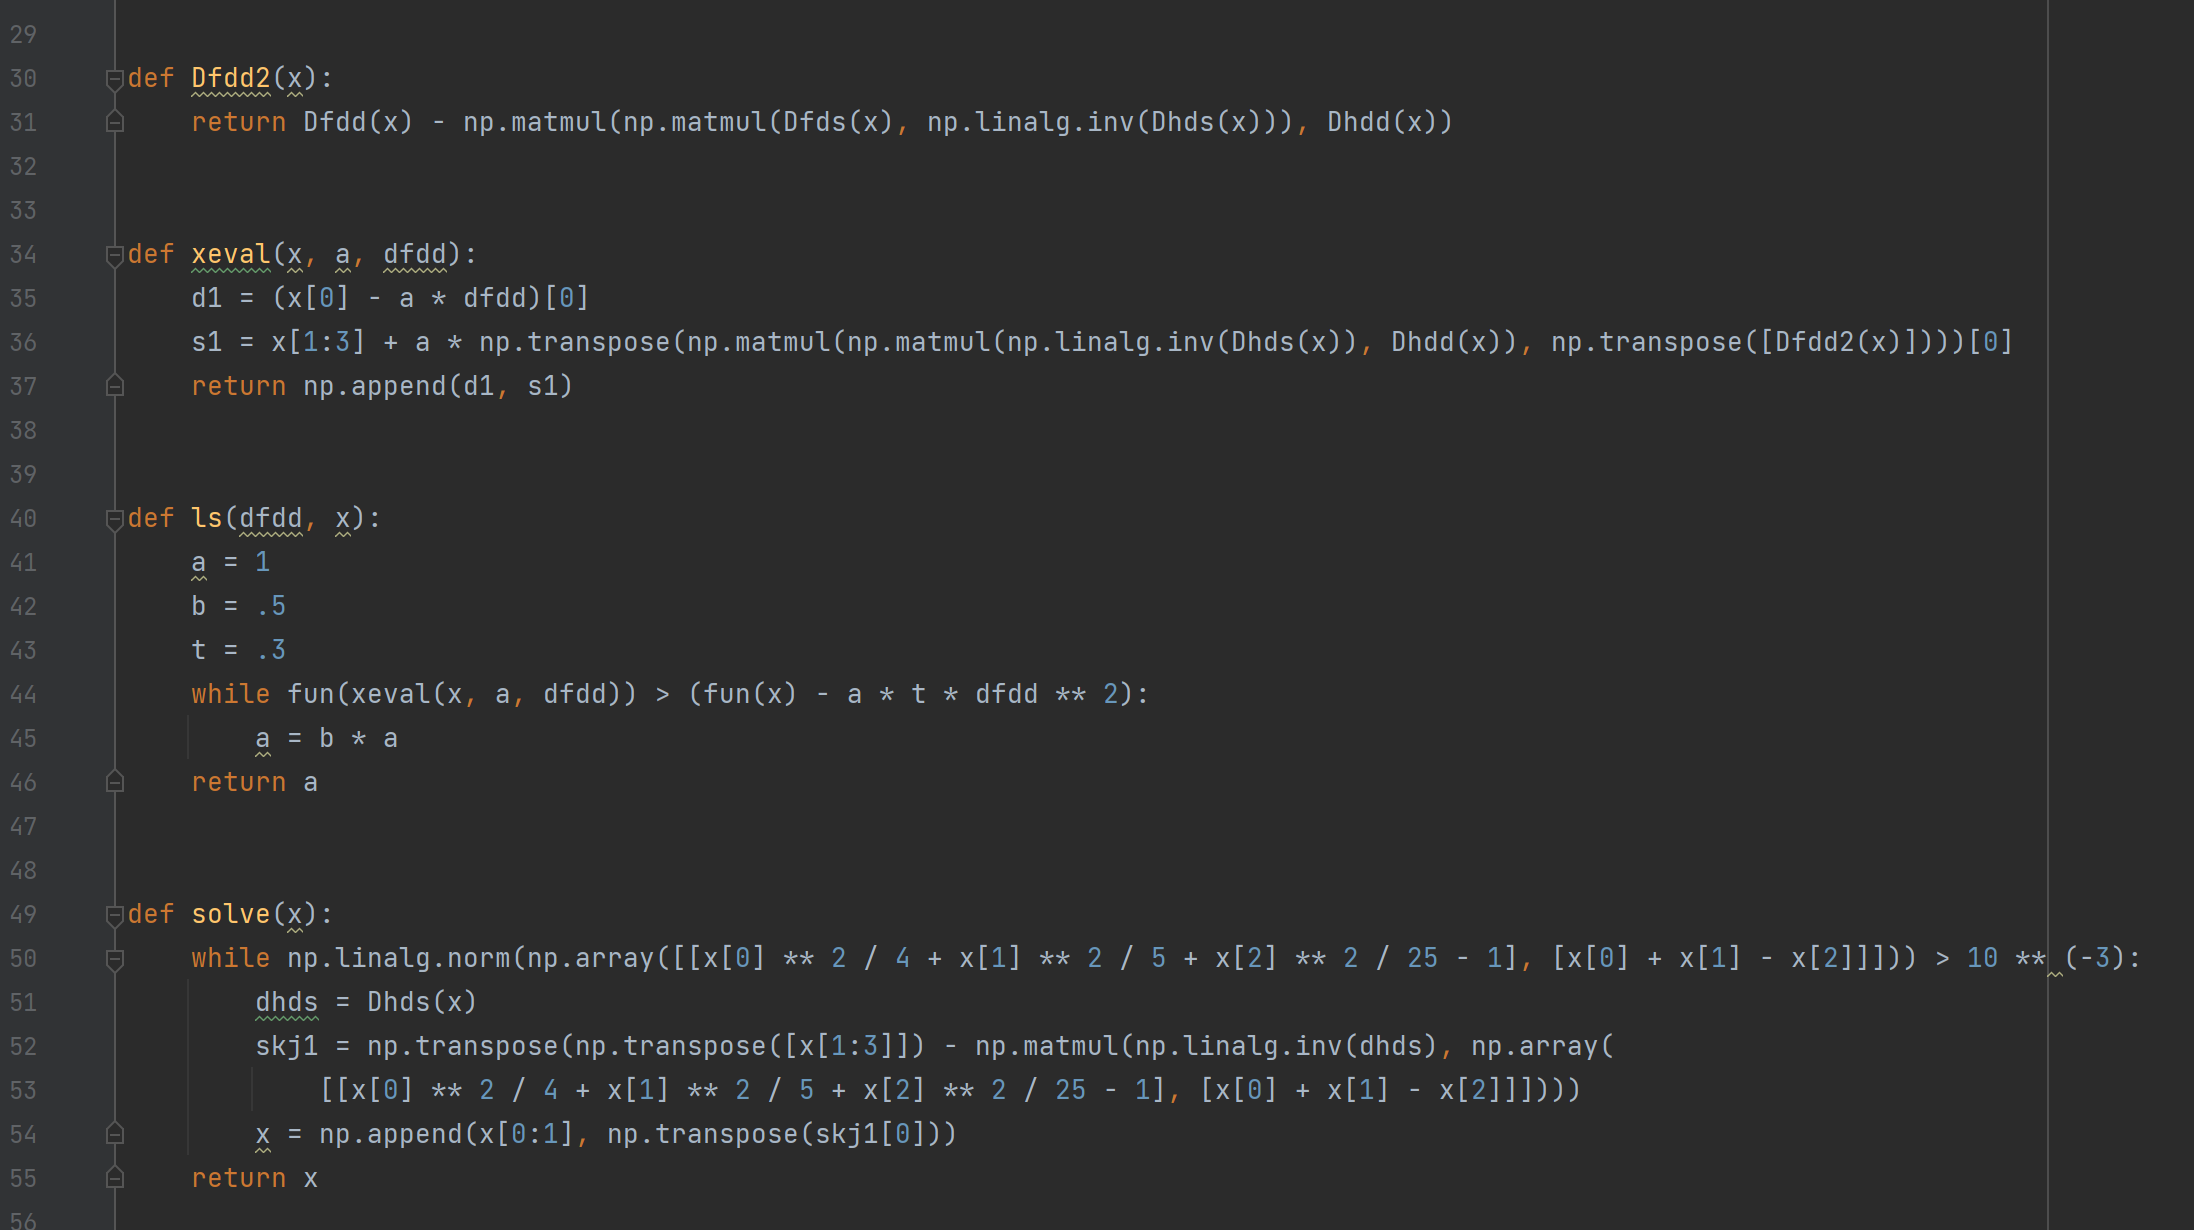 29
30 def Dfdd2(x):
31     return Dfdd(x) - np.matmul(np.matmul(Dfds(x), np.linalg.inv(Dhds(x))), Dhdd(x))
32
33
34 def xeval(x, a, dfdd):
35     d1 = (x[0] - a * dfdd)[0]
36     s1 = x[1:3] + a * np.transpose(np.matmul(np.matmul(np.linalg.inv(Dhds(x)), Dhdd(x)), np.transpose([Dfdd2(x)])))[0]
37     return np.append(d1, s1)
38
39
40 def ls(dfdd, x):
41     a = 1
42     b = .5
43     t = .3
44     while fun(xeval(x, a, dfdd)) > (fun(x) - a * t * dfdd ** 2):
45         a = b * a
46     return a
47
48
49 def solve(x):
50     while np.linalg.norm(np.array([[x[0] ** 2 / 4 + x[1] ** 2 / 5 + x[2] ** 2 / 25 - 1], [x[0] + x[1] - x[2]]])) > 10 ** (-3):
51         dhds = Dhds(x)
52         skj1 = np.transpose(np.transpose([x[1:3]]) - np.matmul(np.linalg.inv(dhds), np.array(
53             [[x[0] ** 2 / 4 + x[1] ** 2 / 5 + x[2] ** 2 / 25 - 1], [x[0] + x[1] - x[2]]])))
54         x = np.append(x[0:1], np.transpose(skj1[0]))
55     return x
56